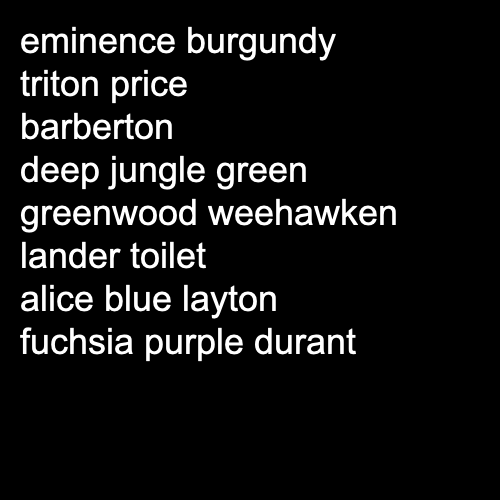 eminence burgundy
triton price
barberton
deep jungle green
greenwood weehawken
lander toilet
alice blue layton
fuchsia purple durant